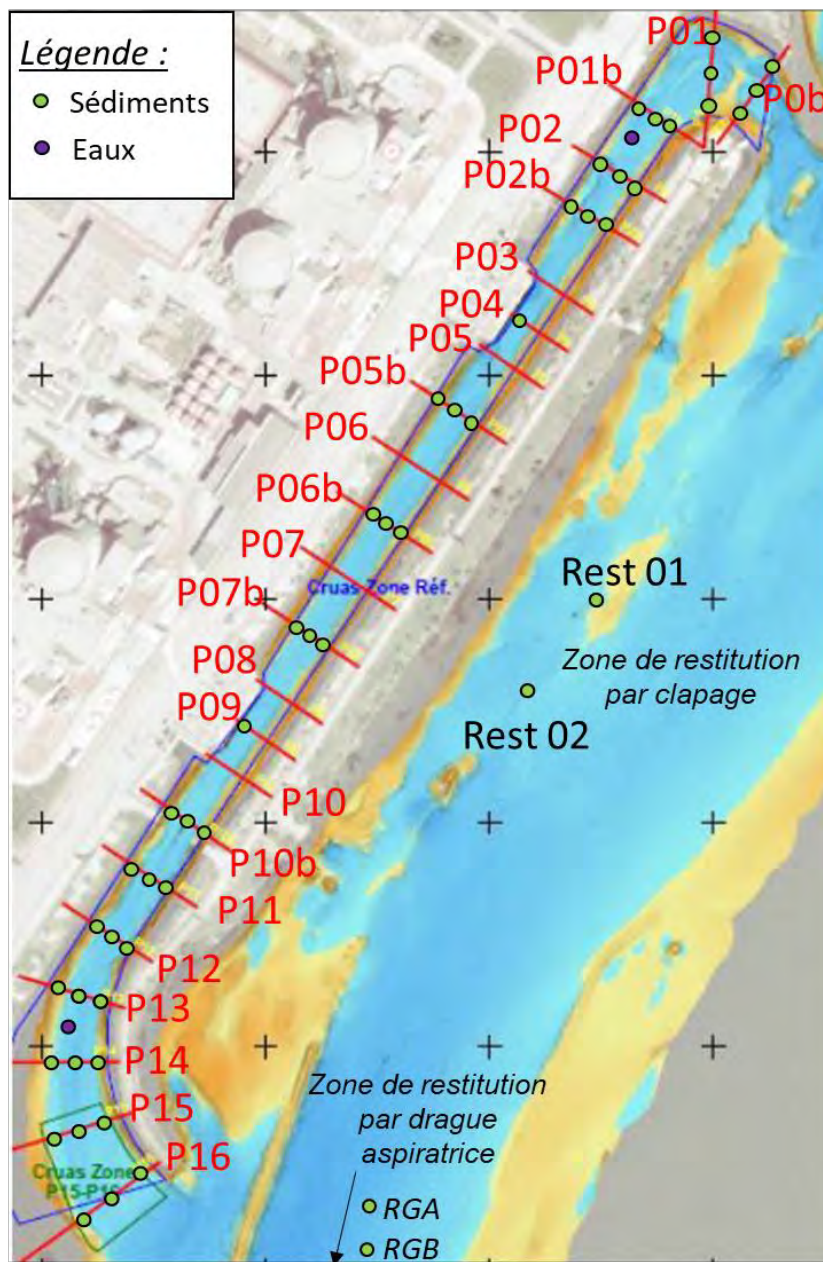 Légende :
Sédiments
Eaux
P01
P0b
P01b
P02
P02b
P03
P04
P05
P05b
P06
P06b
P07
Cruas Zone Réf.
P07b
Rest 01
Zone de restitution
par clapage
P08
P09
Rest 02
P10
P10b
P11
P12
P13
P14
Zone de restitution
par drague
aspiratrice
P15
P16
Cruas Zone
RGA
RGB